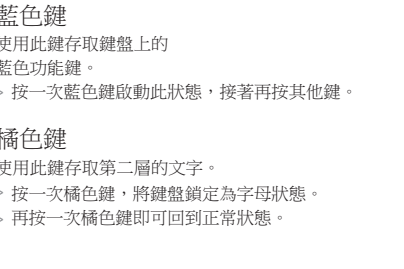 藍色鍵
使用此鍵存取鍵盤上的
藍色功能鍵。
。按一次藍色鍵啟動此狀態，接著再按其他鍵。
橘色鍵
使用此鍵存取第二層的文字。
。按一次橘色鍵，將鍵盤鎖定為字母狀態。
。再按一次橘色鍵即可回到正常狀態。